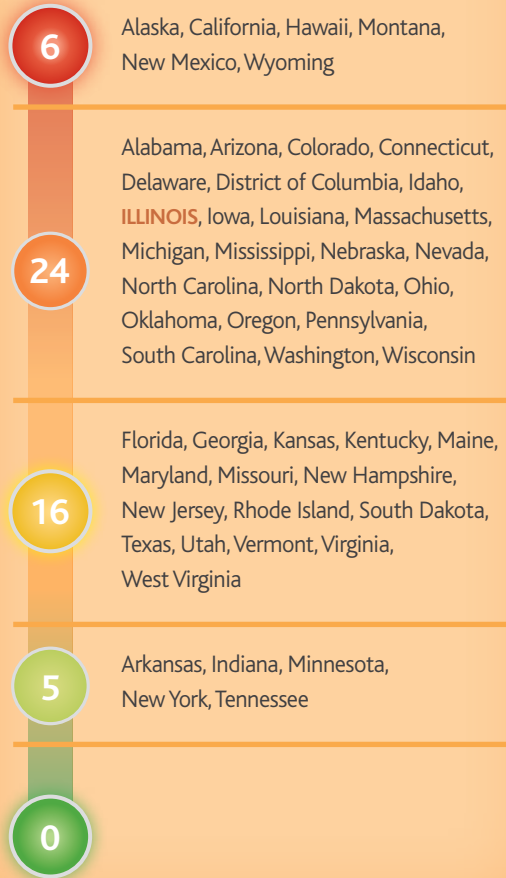 6
Alaska, California, Hawaii, Montana,
New Mexico, Wyoming
24
Alabama, Arizona, Colorado, Connecticut,
Delaware, District of Columbia, Idaho,
ILLINOIS, Iowa, Louisiana, Massachusetts,
Michigan, Mississippi, Nebraska, Nevada,
North Carolina, North Dakota, Ohio,
Oklahoma, Oregon, Pennsylvania,
South Carolina, Washington, Wisconsin
16
Florida, Georgia, Kansas, Kentucky, Maine,
Maryland, Missouri, New Hampshire,
New Jersey, Rhode Island, South Dakota,
Texas, Utah, Vermont, Virginia,
West Virginia
5
Arkansas, Indiana, Minnesota,
New York, Tennessee
0